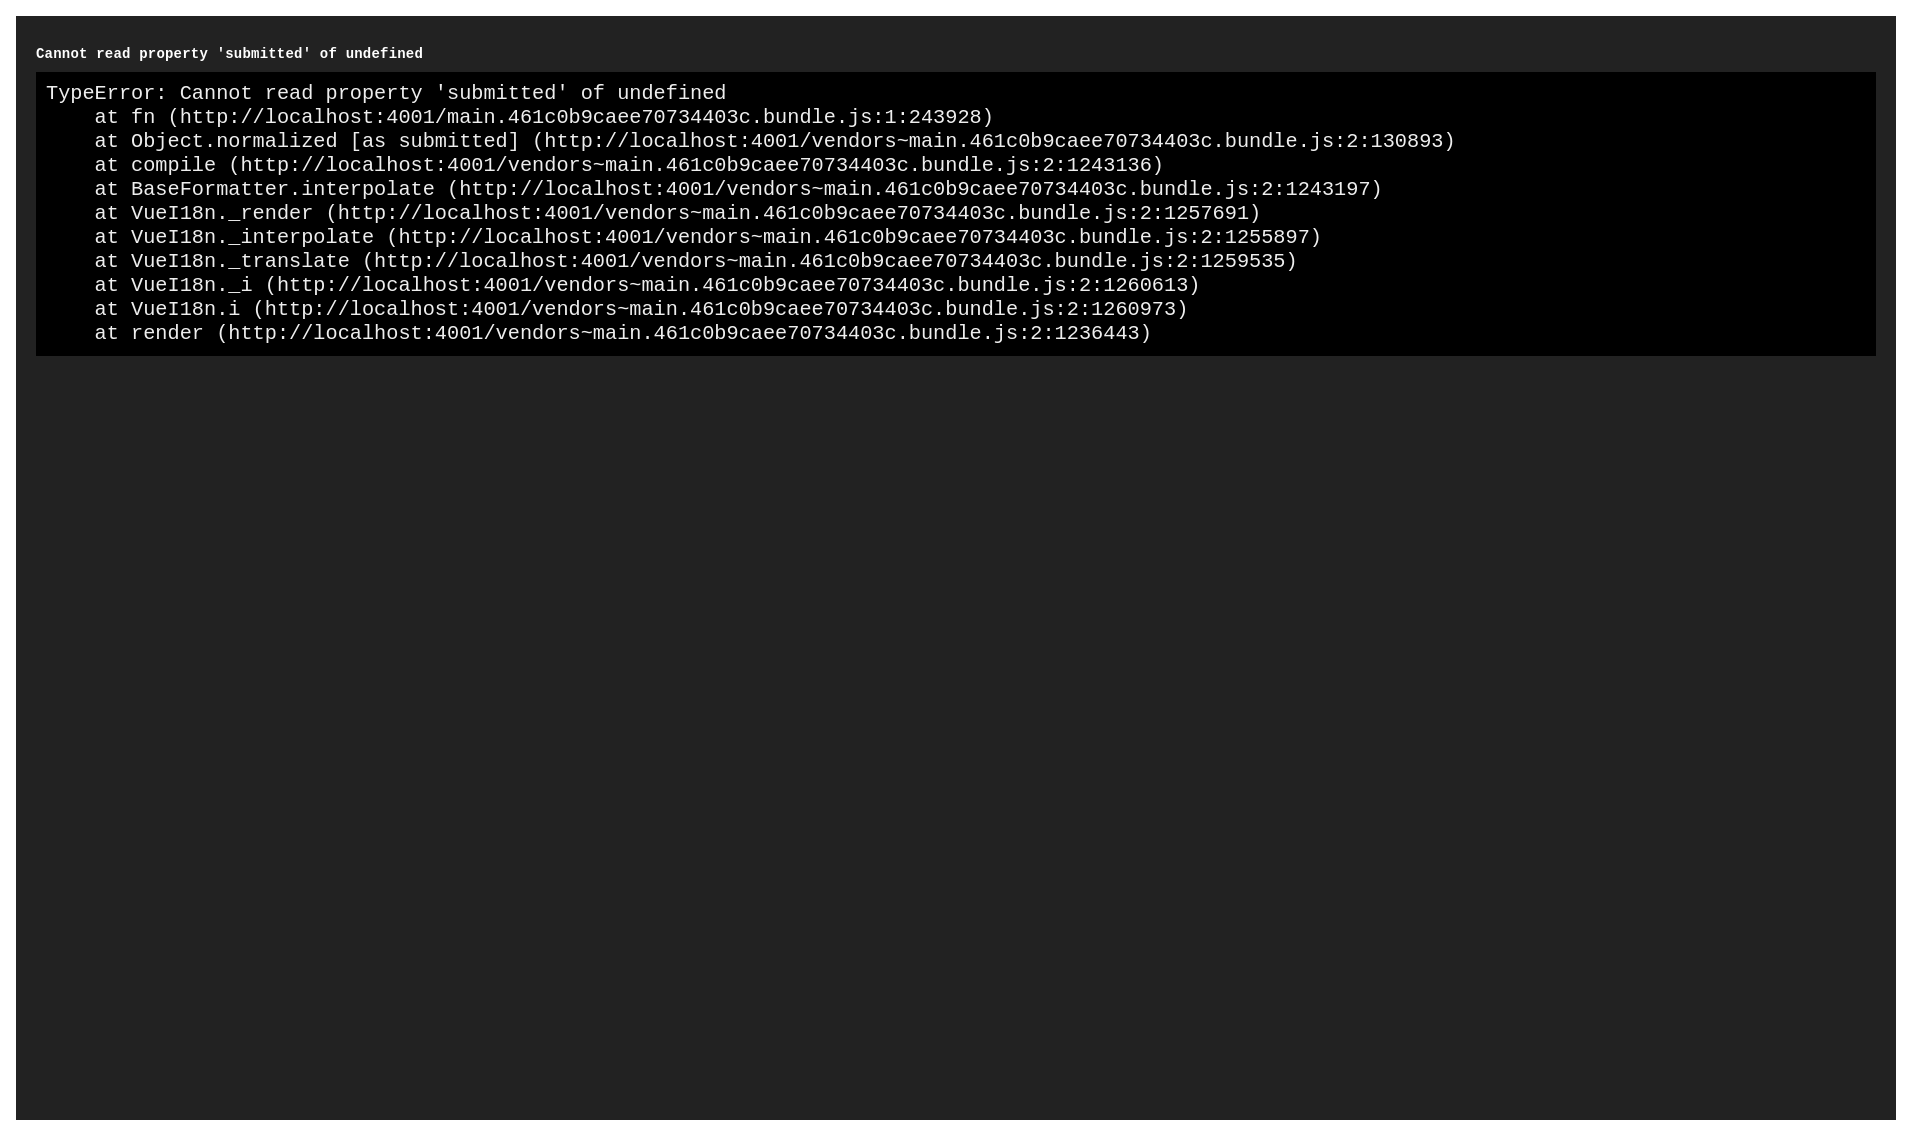 Cannot read property 'submitted' of undefined
TypeError: Cannot read property 'submitted' of undefined
    at fn (http://localhost:4001/main.461c0b9caee70734403c.bundle.js:1:243928)
    at Object.normalized [as submitted] (http://localhost:4001/vendors~main.461c0b9caee70734403c.bundle.js:2:130893)
    at compile (http://localhost:4001/vendors~main.461c0b9caee70734403c.bundle.js:2:1243136)
    at BaseFormatter.interpolate (http://localhost:4001/vendors~main.461c0b9caee70734403c.bundle.js:2:1243197)
    at VueI18n._render (http://localhost:4001/vendors~main.461c0b9caee70734403c.bundle.js:2:1257691)
    at VueI18n._interpolate (http://localhost:4001/vendors~main.461c0b9caee70734403c.bundle.js:2:1255897)
    at VueI18n._translate (http://localhost:4001/vendors~main.461c0b9caee70734403c.bundle.js:2:1259535)
    at VueI18n._i (http://localhost:4001/vendors~main.461c0b9caee70734403c.bundle.js:2:1260613)
    at VueI18n.i (http://localhost:4001/vendors~main.461c0b9caee70734403c.bundle.js:2:1260973)
    at render (http://localhost:4001/vendors~main.461c0b9caee70734403c.bundle.js:2:1236443)